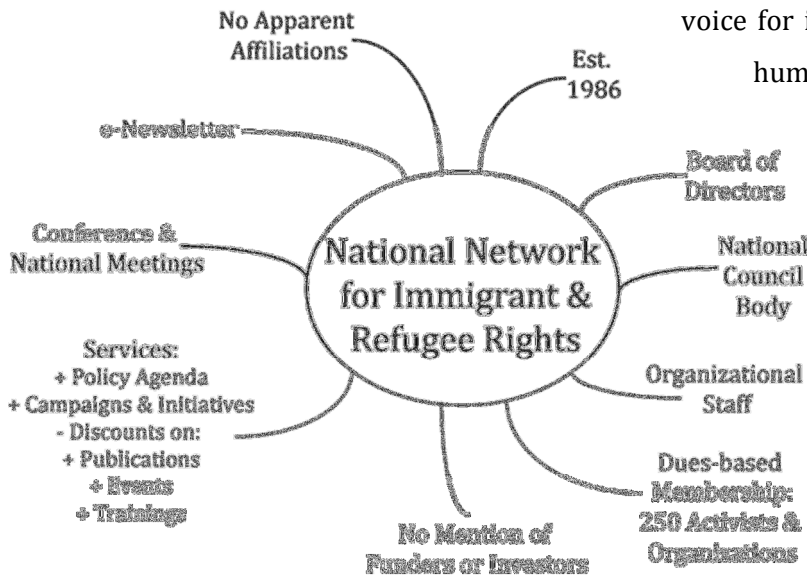 voice for i
hum
No Apparent
Affiliations
Est.
1986
e-Newsletter
Board of
Directors
Conference &
National Meetings
National Network
for Immigrant &
Refugee Rights
National
Council
Body
Services:
+ Policy Agenda
+ Campaigns & Initiatives
- Discounts on:
+ Publications
+ Events
+ Trainings
Organizational
Staff
Dues-based
Membership:
250 Activists &
Organizations
No Mention of
Funders or Investors